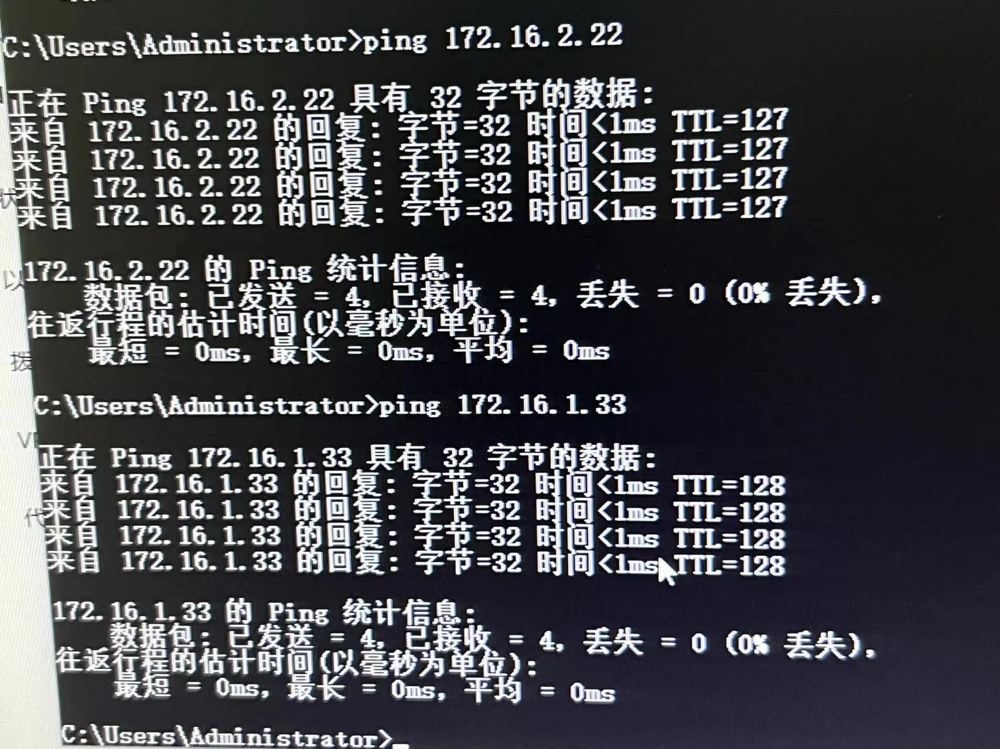 C:\Users\Administrator>ping 172.16.2.22
正在 Ping 172.16.2.22 具有 32 字节的数据:
来自 172.16.2.22 的回复: 字节=32 时间<1ms TTL=127
来自 172.16.2.22 的回复: 字节=32 时间<1ms TTL=127
来自 172.16.2.22 的回复: 字节=32 时间<1ms TTL=127
来自 172.16.2.22 的回复: 字节=32 时间<1ms TTL=127
172.16.2.22 的 Ping 统计信息:
数据包: 已发送 = 4, 已接收 = 4, 丢失 = 0 (0% 丢失),
往返行程的估计时间(以毫秒为单位):
最短 = 0ms, 最长 = 0ms, 平均 = 0ms
C:\Users\Administrator>ping 172.16.1.33
正在 Ping 172.16.1.33 具有 32 字节的数据:
来自 172.16.1.33 的回复: 字节=32 时间<1ms TTL=128
来自 172.16.1.33 的回复: 字节=32 时间<1ms TTL=128
来自 172.16.1.33 的回复: 字节=32 时间<1ms TTL=128
来自 172.16.1.33 的回复: 字节=32 时间<1ms TTL=128
172.16.1.33 的 Ping 统计信息:
数据包: 已发送 = 4, 已接收 = 4, 丢失 = 0 (0% 丢失),
往返行程的估计时间(以毫秒为单位):
最短 = 0ms, 最长 = 0ms, 平均 = 0ms
C:\Users\Administrator>_